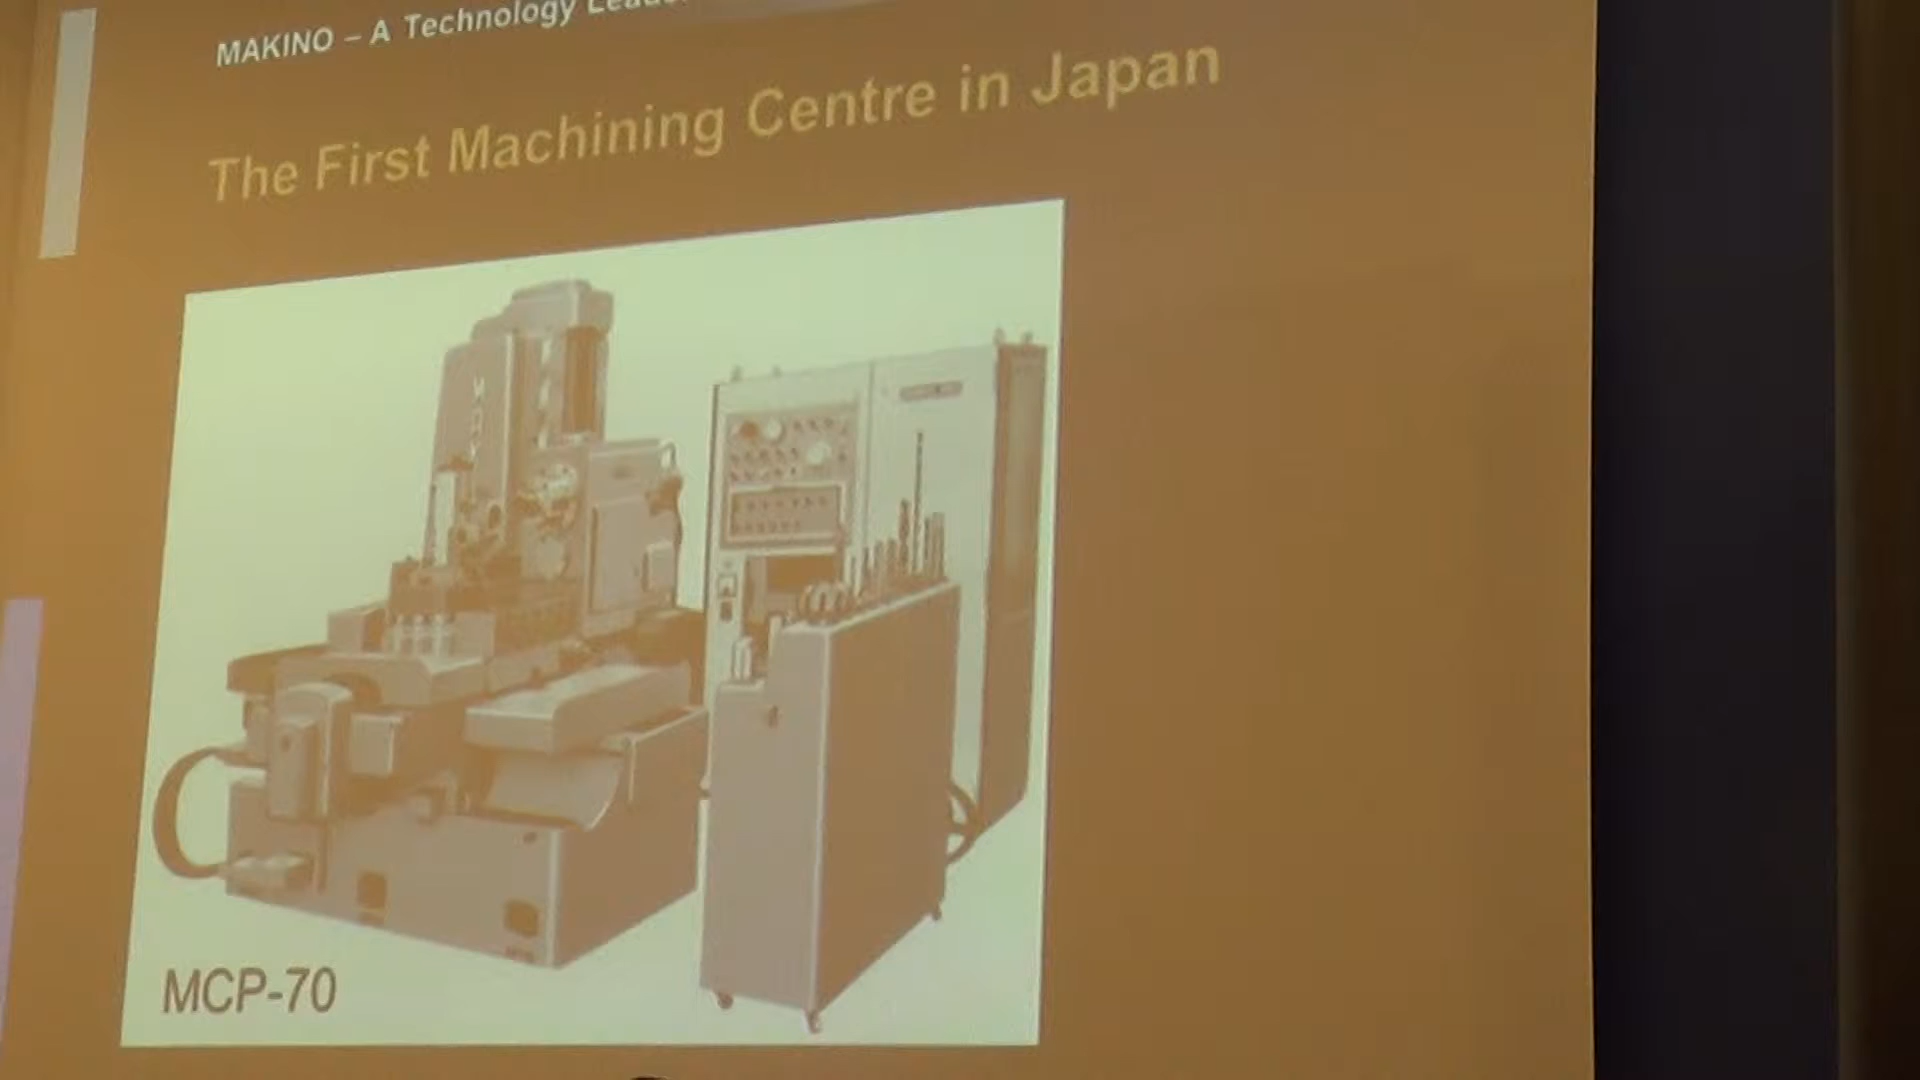 MAKINO – A Technology
The First Machining Centre in Japan
MCP-70